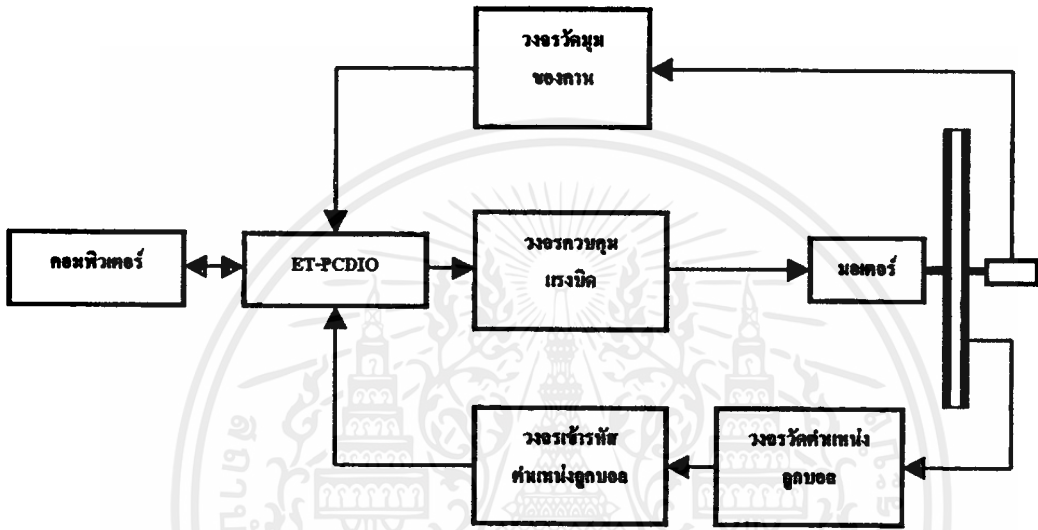 วงจรวัดมุม
ของคาน
คอมพิวเตอร์
ET-PCDIO
วงจรควบคุม
แรงบิด
มอเตอร์
วงจรเข้ารหัส
ตำแหน่งลูกบอล
วงจรวัดตำแหน่ง
ลูกบอล